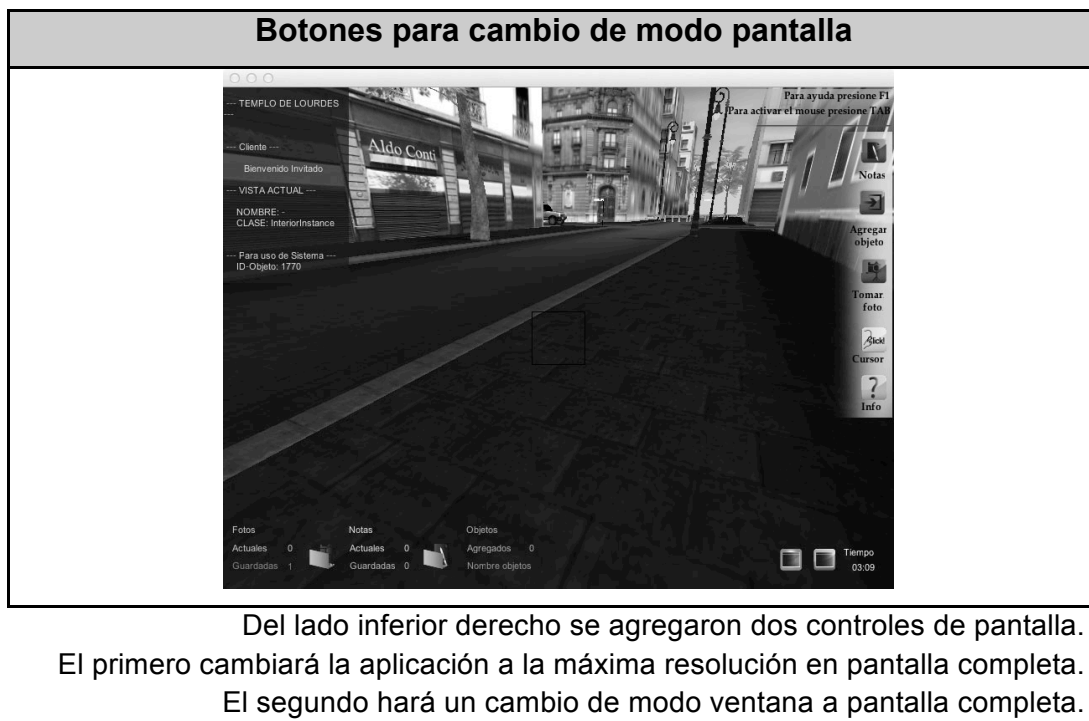 Botones para cambio de modo pantalla
--- TEMPLO DE LOURDES
---
--- Cliente ---
Bienvenido Invitado
--- VISTA ACTUAL ---
NOMBRE: -
CLASE: InteriorInstance
--- Para uso de Sistema ---
ID-Objeto: 1770
Aldo Conti
Para ayuda presione F1
Para activar el mouse presione TAB
Notas
Agregar
objeto
Tomar
foto
Click!
Cursor
?
Info
Fotos
Actuales 0
Guardadas 1
Notas
Actuales 0
Guardadas 0
Objetos
Agregados 0
Nombre objetos
Tiempo
03:09
Del lado inferior derecho se agregaron dos controles de pantalla.
El primero cambiará la aplicación a la máxima resolución en pantalla completa.
El segundo hará un cambio de modo ventana a pantalla completa.